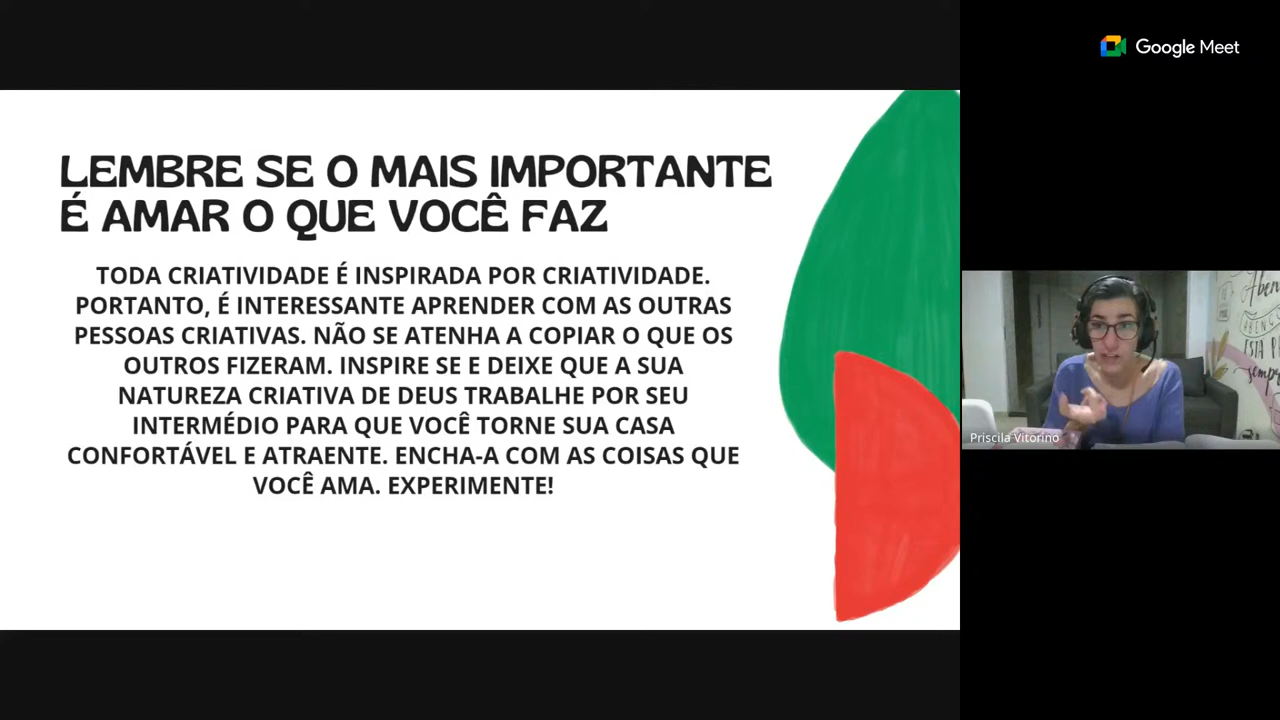 LEMBRE SE O MAIS IMPORTANTE
É AMAR O QUE VOCÊ FAZ
TODA CRIATIVIDADE É INSPIRADA POR CRIATIVIDADE.
PORTANTO, É INTERESSANTE APRENDER COM AS OUTRAS
PESSOAS CRIATIVAS. NÃO SE ATENHA A COPIAR O QUE OS
OUTROS FIZERAM. INSPIRE SE E DEIXE QUE A SUA
NATUREZA CRIATIVA DE DEUS TRABALHE POR SEU
INTERMÉDIO PARA QUE VOCÊ TORNE SUA CASA
CONFORTÁVEL E ATRAENTE. ENCHA-A COM AS COISAS QUE
VOCÊ AMA. EXPERIMENTE!
Google Meet
Priscila Vitorino